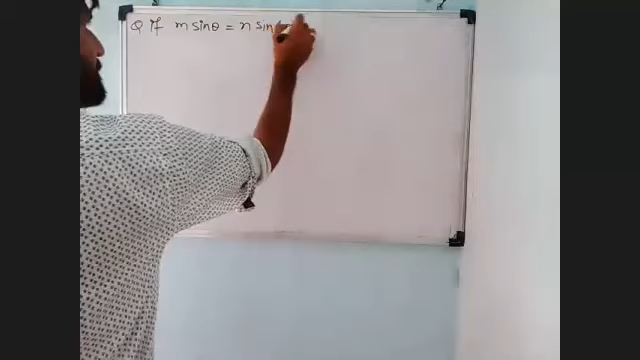 Q If m sinθ = n sin